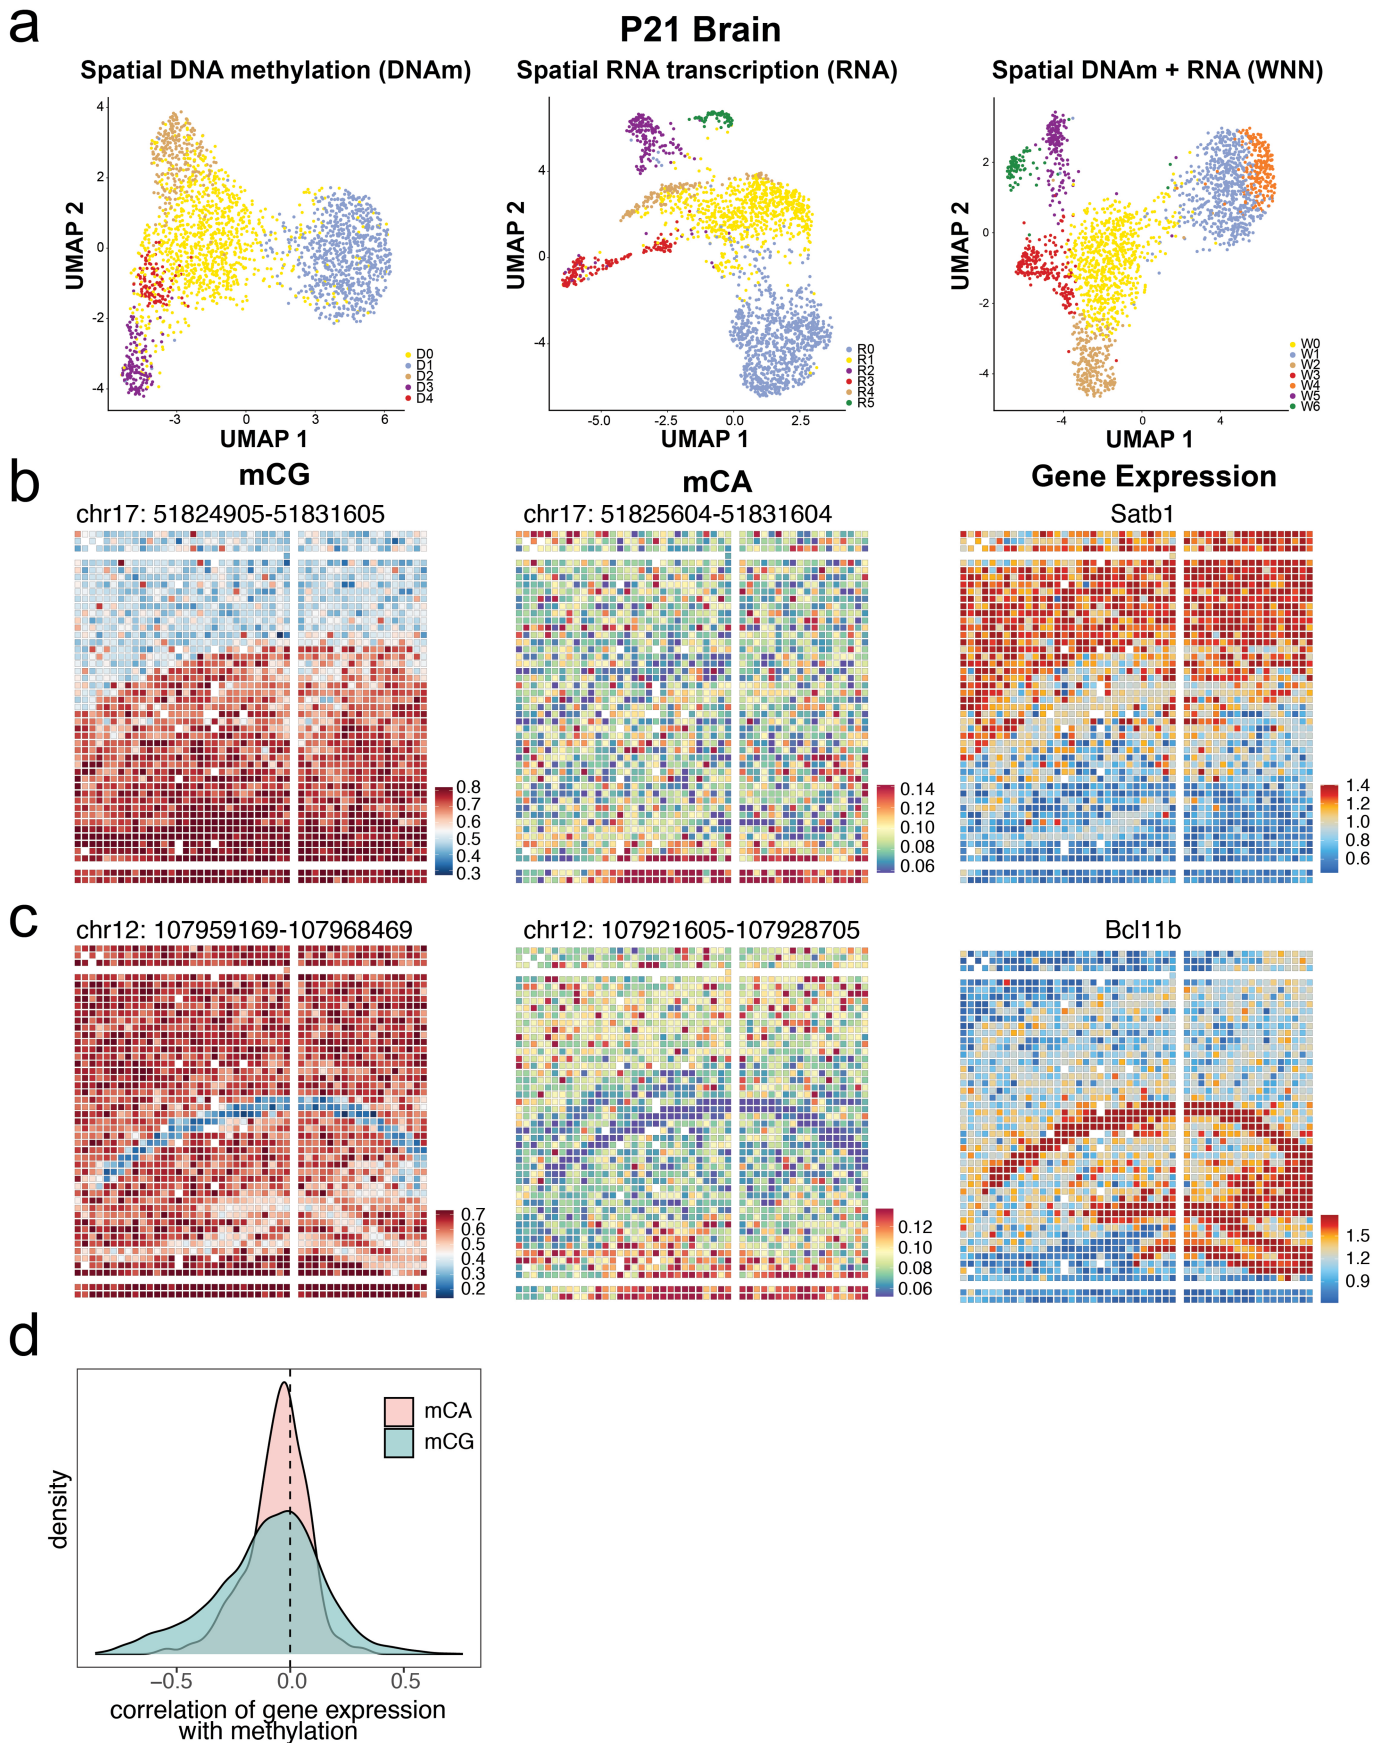 a
P21 Brain
Spatial DNA methylation (DNAm)
Spatial RNA transcription (RNA)
Spatial DNAm + RNA (WNN)
4
2
0
-2
-4
UMAP 2
-3
0
3
6
UMAP 1
D0
D1
D2
D3
D4
4
0
-4
UMAP 2
-5.0
-2.5
0.0
2.5
UMAP 1
R0
R1
R2
R3
R4
R5
2
0
-2
-4
UMAP 2
-4
0
4
UMAP 1
W0
W1
W2
W3
W4
W5
W6
b
mCG
mCA
Gene Expression
chr17: 51824905-51831605
chr17: 51825604-51831604
Satb1
0.8
0.7
0.6
0.5
0.4
0.3
0.14
0.12
0.10
0.08
0.06
1.4
1.2
1.0
0.8
0.6
c
chr12: 107959169-107968469
chr12: 107921605-107928705
Bcl11b
0.7
0.6
0.5
0.4
0.3
0.2
0.12
0.10
0.08
0.06
1.5
1.2
0.9
d
mCA
mCG
density
−0.5
0.0
0.5
correlation of gene expression
with methylation